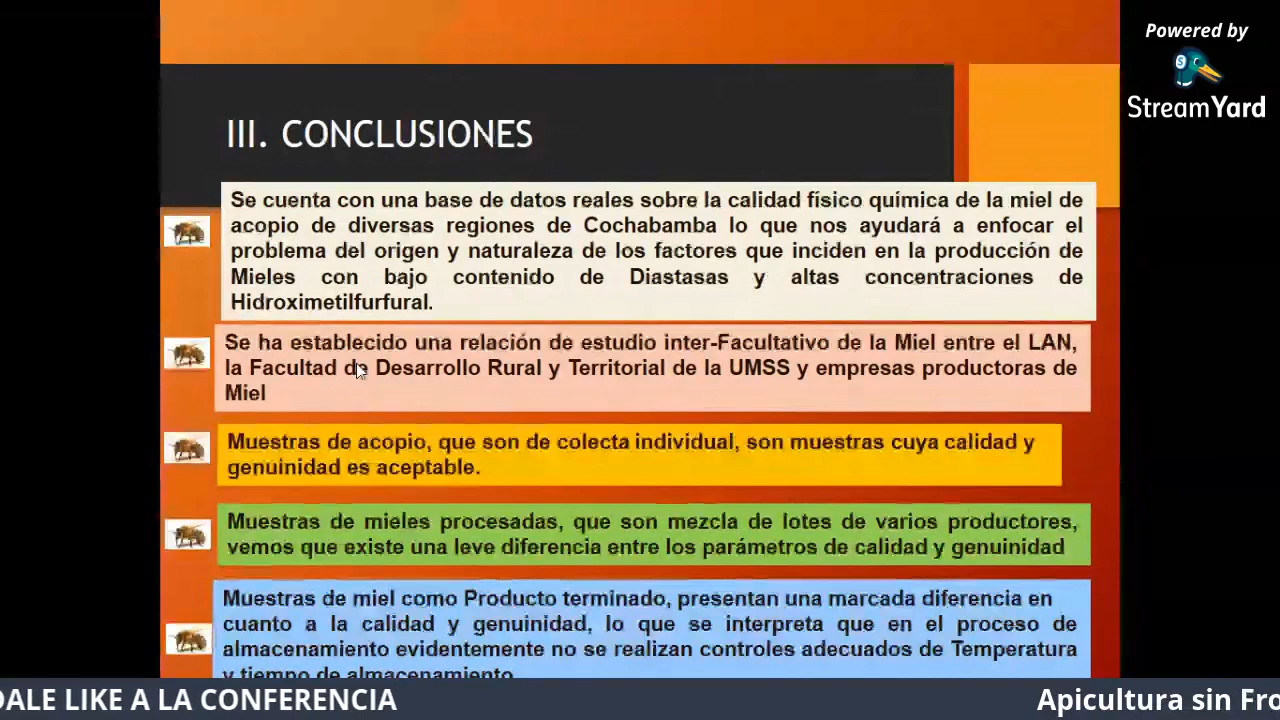 Powered by
StreamYard
III. CONCLUSIONES
Se cuenta con una base de datos reales sobre la calidad físico química de la miel de
acopio de diversas regiones de Cochabamba lo que nos ayudará a enfocar el
problema del origen y naturaleza de los factores que inciden en la producción de
Mieles con bajo contenido de Diastasas y altas concentraciones de
Hidroximetilfurfural.
Se ha establecido una relación de estudio inter-Facultativo de la Miel entre el LAN,
la Facultad de Desarrollo Rural y Territorial de la UMSS y empresas productoras de
Miel
Muestras de acopio, que son de colecta individual, son muestras cuya calidad y
genuinidad es aceptable.
Muestras de mieles procesadas, que son mezcla de lotes de varios productores,
vemos que existe una leve diferencia entre los parámetros de calidad y genuinidad
Muestras de miel como Producto terminado, presentan una marcada diferencia en
cuanto a la calidad y genuinidad, lo que se interpreta que en el proceso de
almacenamiento evidentemente no se realizan controles adecuados de Temperatura
y tiempo de almacenamiento
DALE LIKE A LA CONFERENCIA
Apicultura sin Fro